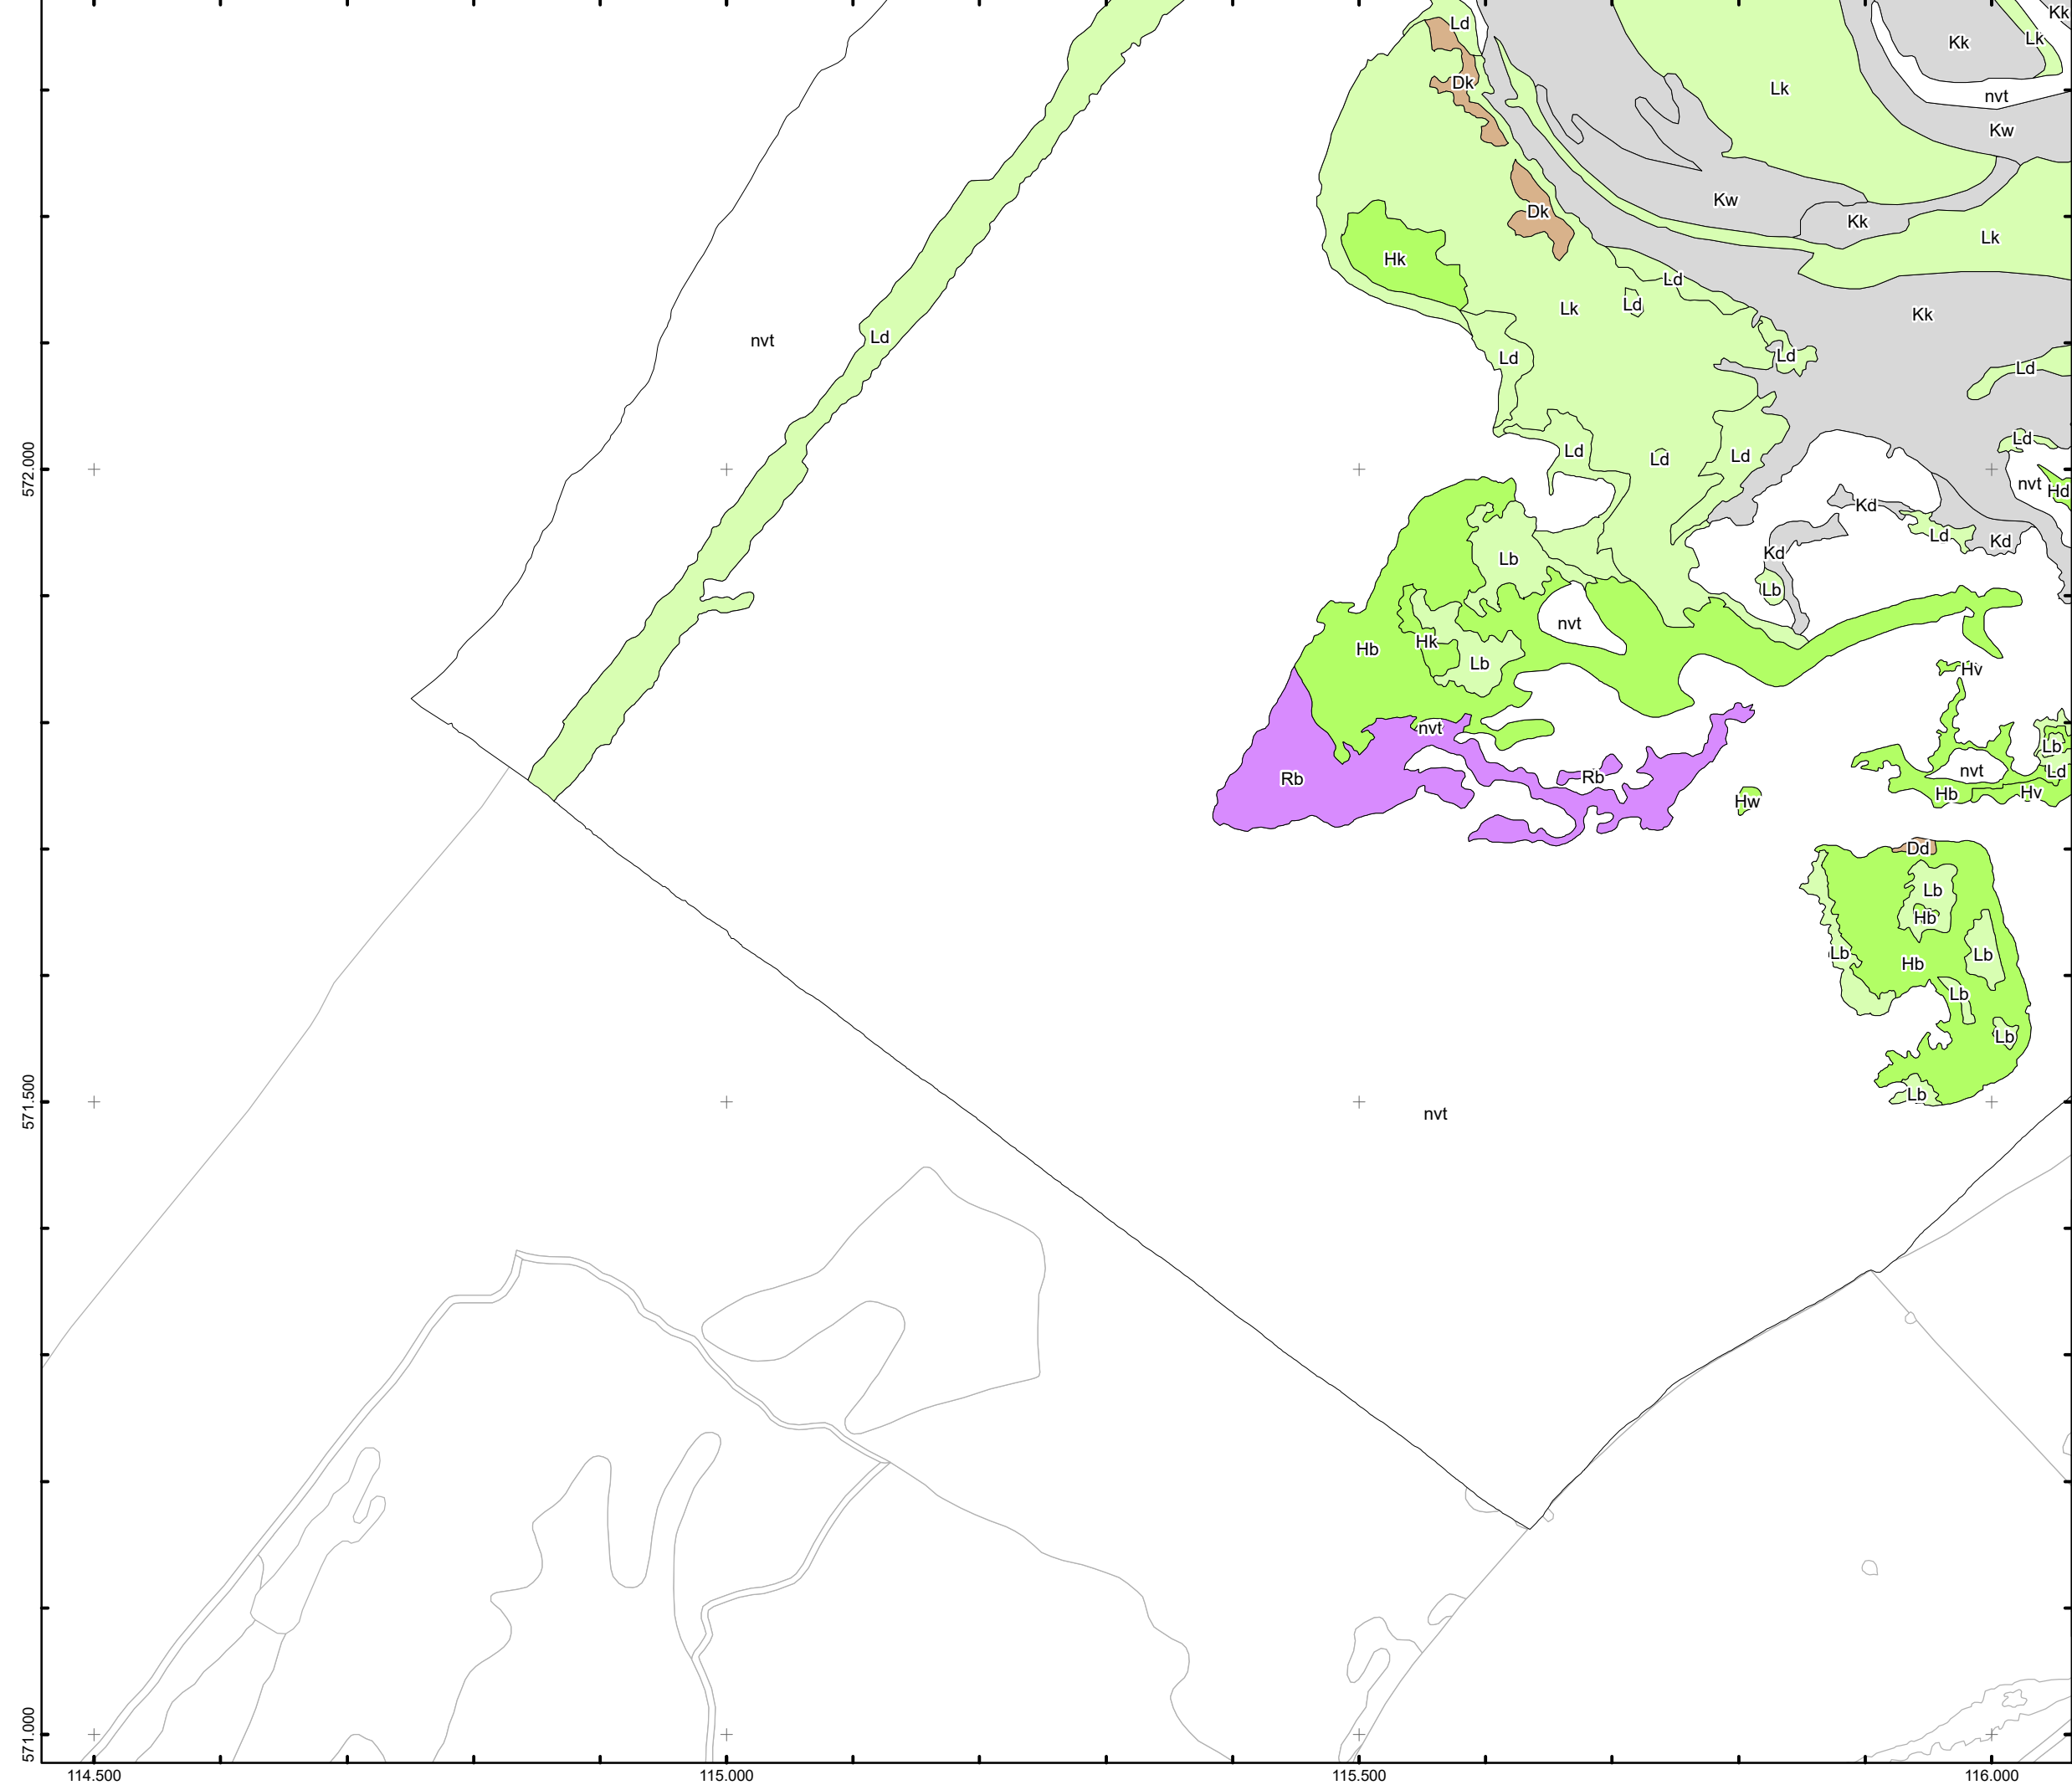 Kk
Ld
Lk
Kk
Dk
Lk
nvt
Kw
Kw
Dk
Kk
Lk
Hk
Ld
Ld
Lk
Kk
nvt
Ld
Ld
Ld
Ld
Ld
Ld
Ld
Ld
572.000
nvt
Hd
Kd
Ld
Kd
Kd
Lb
Lb
nvt
Hk
Hb
Lb
Hv
nvt
Lb
Rb
Rb
nvt
Ld
Hb
Hv
Hw
Dd
Lb
Hb
Lb
Lb
Hb
Lb
Lb
Lb
571.500
nvt
571.000
114.500
115.000
115.500
116.000